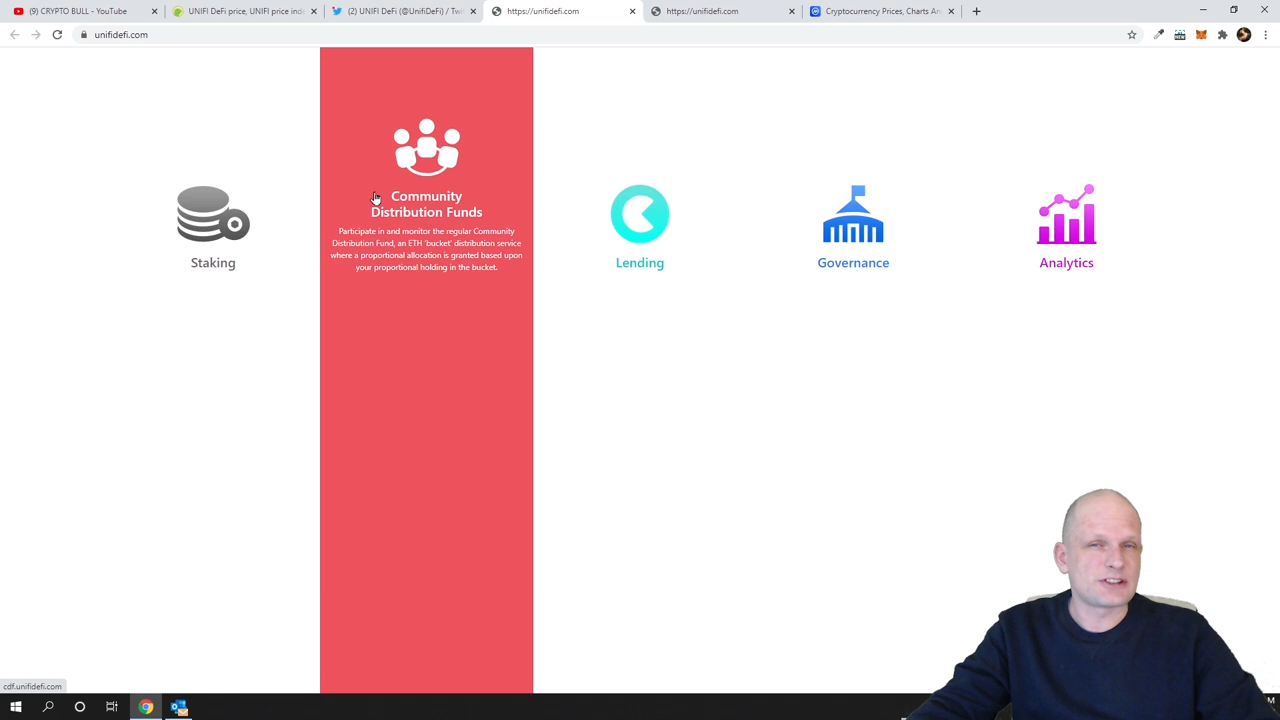 (9) CRYPTO BULL - YouTube
UNIFI DeFi price, UNIFI price ind
(2) UNIFI DeFi (@UnifiDeFi) / Twi
https://unifidefi.com
https://unifidefi.com
Cryptocurrency Prices, Charts An
unifidefi.com
Community
Distribution Funds
Participate in and monitor the regular Community
Distribution Fund, an ETH 'bucket' distribution service
where a proportional allocation is granted based upon
your proportional holding in the bucket.
Staking
Lending
Governance
Analytics
cdf.unifidefi.com